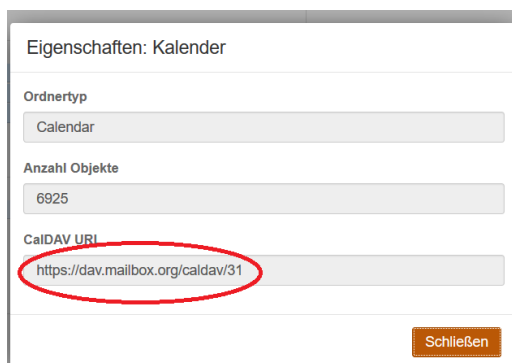 Eigenschaften: Kalender
Ordnertyp
Calendar
Anzahl Objekte
6925
CalDAV URL
https://dav.mailbox.org/caldav/31
Schließen